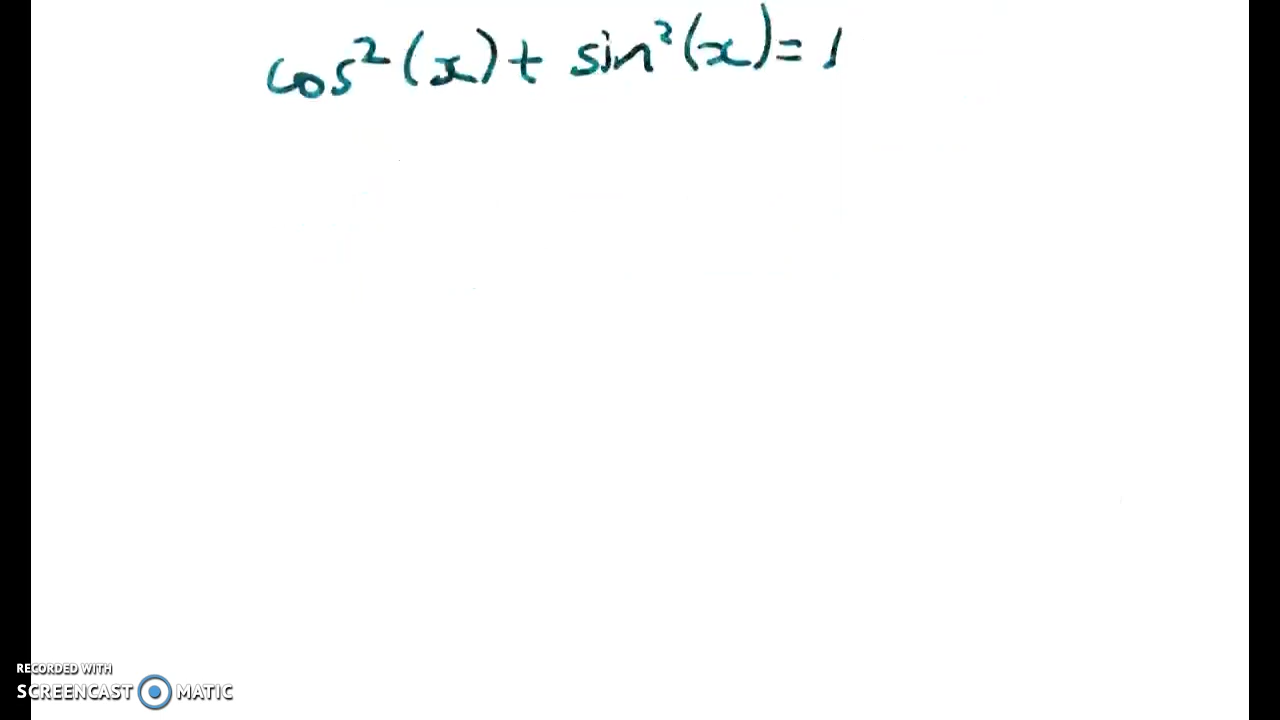 cos²(x) + sin²(x) = 1
RECORDED WITH
SCREENCAST MATIC